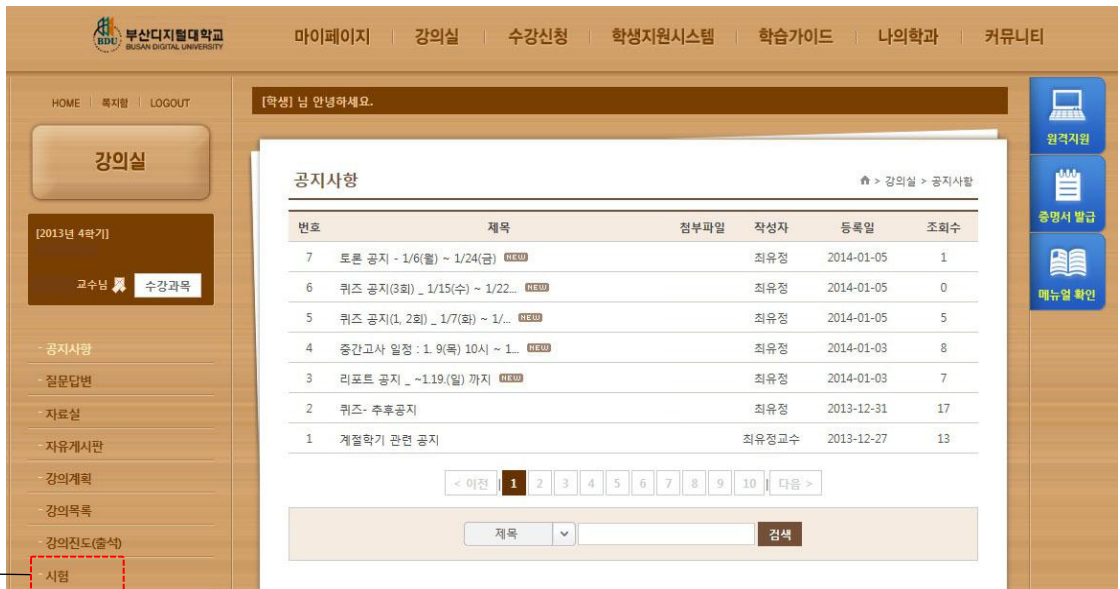 BDU 부산디지털대학교
BUSAN DIGITAL UNIVERSITY
마이페이지 | 강의실 | 수강신청 | 학생지원시스템 | 학습가이드 | 나의학과 | 커뮤니티
HOME | 쪽지함 | LOGOUT
[학생] 님 안녕하세요.
강의실
[2013년 4학기]
교수님 수강과목
- 공지사항
- 질문답변
- 자료실
- 자유게시판
- 강의계획
- 강의목록
- 강의진도(출석)
- 시험
공지사항
> 강의실 > 공지사항
번호 제목 첨부파일 작성자 등록일 조회수
7 토론 공지 - 1/6(월) ~ 1/24(금) NEW 최유정 2014-01-05 1
6 퀴즈 공지(3회) _ 1/15(수) ~ 1/22... NEW 최유정 2014-01-05 0
5 퀴즈 공지(1, 2회) _ 1/7(화) ~ 1/... NEW 최유정 2014-01-05 5
4 중간고사 일정 : 1. 9(목) 10시 ~ 1... NEW 최유정 2014-01-03 8
3 리포트 공지 _ ~1.19.(일) 까지 NEW 최유정 2014-01-03 7
2 퀴즈- 추후공지 최유정 2013-12-31 17
1 계절학기 관련 공지 최유정교수 2013-12-27 13
< 이전 | 1 2 3 4 5 6 7 8 9 10 | 다음 >
제목 검색
원격지원
증명서 발급
메뉴얼 확인